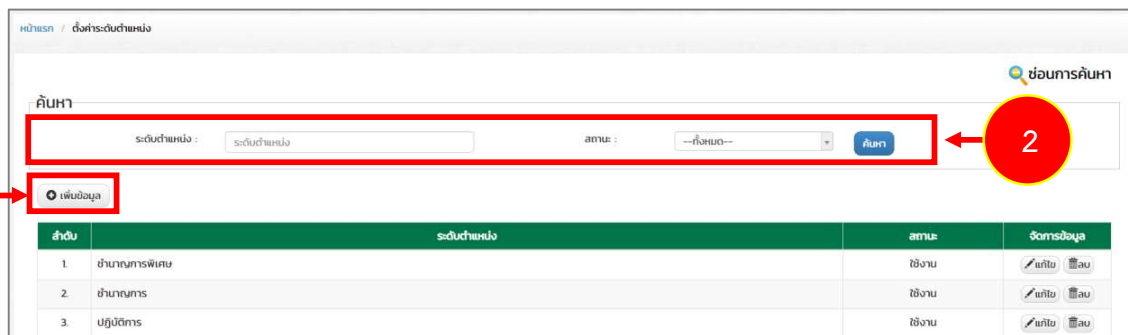 หน้าแรก / ตั้งค่าระดับตำแหน่ง
ซ่อนการค้นหา
ค้นหา
ระดับตำแหน่ง : ระดับตำแหน่ง สถานะ : --ทั้งหมด-- ค้นหา
2
เพิ่มข้อมูล
ลำดับ ระดับตำแหน่ง สถานะ จัดการข้อมูล
1. ชำนาญการพิเศษ ใช้งาน แก้ไข ลบ
2. ชำนาญการ ใช้งาน แก้ไข ลบ
3. ปฏิบัติการ ใช้งาน แก้ไข ลบ